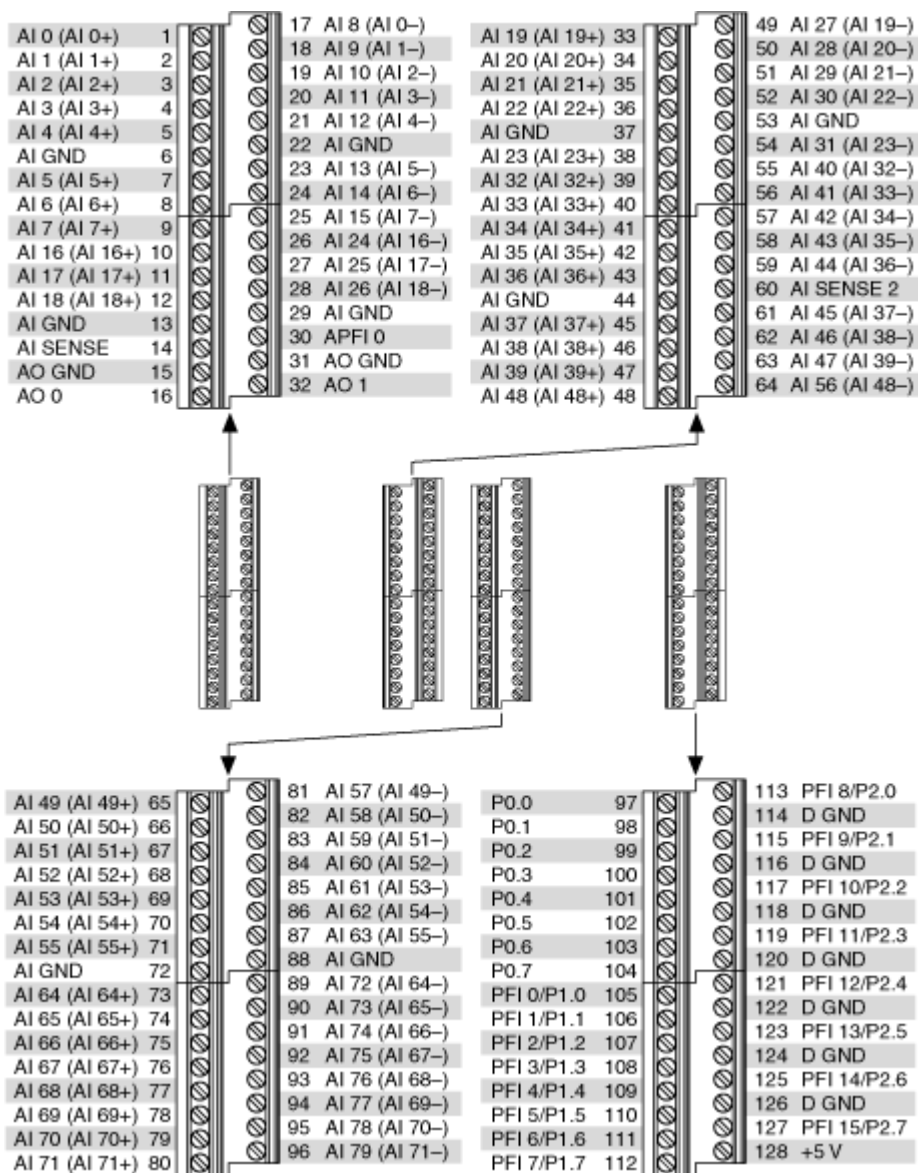 AI 0 (AI 0+) 1
AI 1 (AI 1+) 2
AI 2 (AI 2+) 3
AI 3 (AI 3+) 4
AI 4 (AI 4+) 5
AI GND 6
AI 5 (AI 5+) 7
AI 6 (AI 6+) 8
AI 7 (AI 7+) 9
AI 16 (AI 16+) 10
AI 17 (AI 17+) 11
AI 18 (AI 18+) 12
AI GND 13
AI SENSE 14
AO GND 15
AO 0 16
17 AI 8 (AI 0–)
18 AI 9 (AI 1–)
19 AI 10 (AI 2–)
20 AI 11 (AI 3–)
21 AI 12 (AI 4–)
22 AI GND
23 AI 13 (AI 5–)
24 AI 14 (AI 6–)
25 AI 15 (AI 7–)
26 AI 24 (AI 16–)
27 AI 25 (AI 17–)
28 AI 26 (AI 18–)
29 AI GND
30 APFI 0
31 AO GND
32 AO 1
AI 19 (AI 19+) 33
AI 20 (AI 20+) 34
AI 21 (AI 21+) 35
AI 22 (AI 22+) 36
AI GND 37
AI 23 (AI 23+) 38
AI 32 (AI 32+) 39
AI 33 (AI 33+) 40
AI 34 (AI 34+) 41
AI 35 (AI 35+) 42
AI 36 (AI 36+) 43
AI GND 44
AI 37 (AI 37+) 45
AI 38 (AI 38+) 46
AI 39 (AI 39+) 47
AI 48 (AI 48+) 48
49 AI 27 (AI 19–)
50 AI 28 (AI 20–)
51 AI 29 (AI 21–)
52 AI 30 (AI 22–)
53 AI GND
54 AI 31 (AI 23–)
55 AI 40 (AI 32–)
56 AI 41 (AI 33–)
57 AI 42 (AI 34–)
58 AI 43 (AI 35–)
59 AI 44 (AI 36–)
60 AI SENSE 2
61 AI 45 (AI 37–)
62 AI 46 (AI 38–)
63 AI 47 (AI 39–)
64 AI 56 (AI 48–)
AI 49 (AI 49+) 65
AI 50 (AI 50+) 66
AI 51 (AI 51+) 67
AI 52 (AI 52+) 68
AI 53 (AI 53+) 69
AI 54 (AI 54+) 70
AI 55 (AI 55+) 71
AI GND 72
AI 64 (AI 64+) 73
AI 65 (AI 65+) 74
AI 66 (AI 66+) 75
AI 67 (AI 67+) 76
AI 68 (AI 68+) 77
AI 69 (AI 69+) 78
AI 70 (AI 70+) 79
AI 71 (AI 71+) 80
81 AI 57 (AI 49–)
82 AI 58 (AI 50–)
83 AI 59 (AI 51–)
84 AI 60 (AI 52–)
85 AI 61 (AI 53–)
86 AI 62 (AI 54–)
87 AI 63 (AI 55–)
88 AI GND
89 AI 72 (AI 64–)
90 AI 73 (AI 65–)
91 AI 74 (AI 66–)
92 AI 75 (AI 67–)
93 AI 76 (AI 68–)
94 AI 77 (AI 69–)
95 AI 78 (AI 70–)
96 AI 79 (AI 71–)
P0.0 97
P0.1 98
P0.2 99
P0.3 100
P0.4 101
P0.5 102
P0.6 103
P0.7 104
PFI 0/P1.0 105
PFI 1/P1.1 106
PFI 2/P1.2 107
PFI 3/P1.3 108
PFI 4/P1.4 109
PFI 5/P1.5 110
PFI 6/P1.6 111
PFI 7/P1.7 112
113 PFI 8/P2.0
114 D GND
115 PFI 9/P2.1
116 D GND
117 PFI 10/P2.2
118 D GND
119 PFI 11/P2.3
120 D GND
121 PFI 12/P2.4
122 D GND
123 PFI 13/P2.5
124 D GND
125 PFI 14/P2.6
126 D GND
127 PFI 15/P2.7
128 +5 V